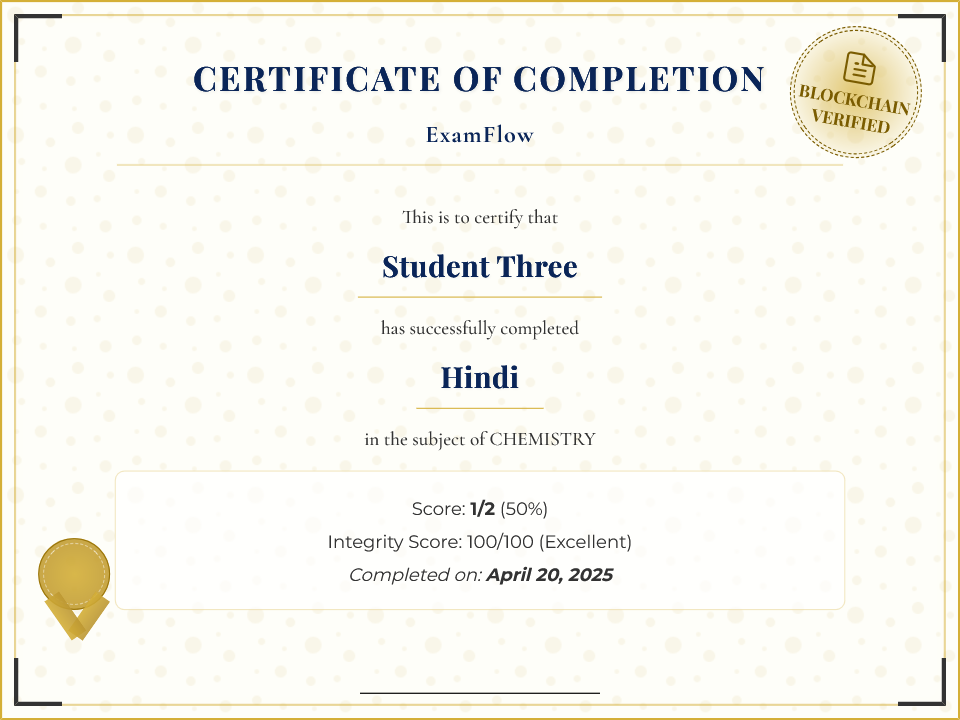 CERTIFICATE OF COMPLETION
BLOCKCHAIN
VERIFIED
ExamFlow
This is to certify that
Student Three
has successfully completed
Hindi
in the subject of CHEMISTRY
Score: 1/2 (50%)
Integrity Score: 100/100 (Excellent)
Completed on: April 20, 2025